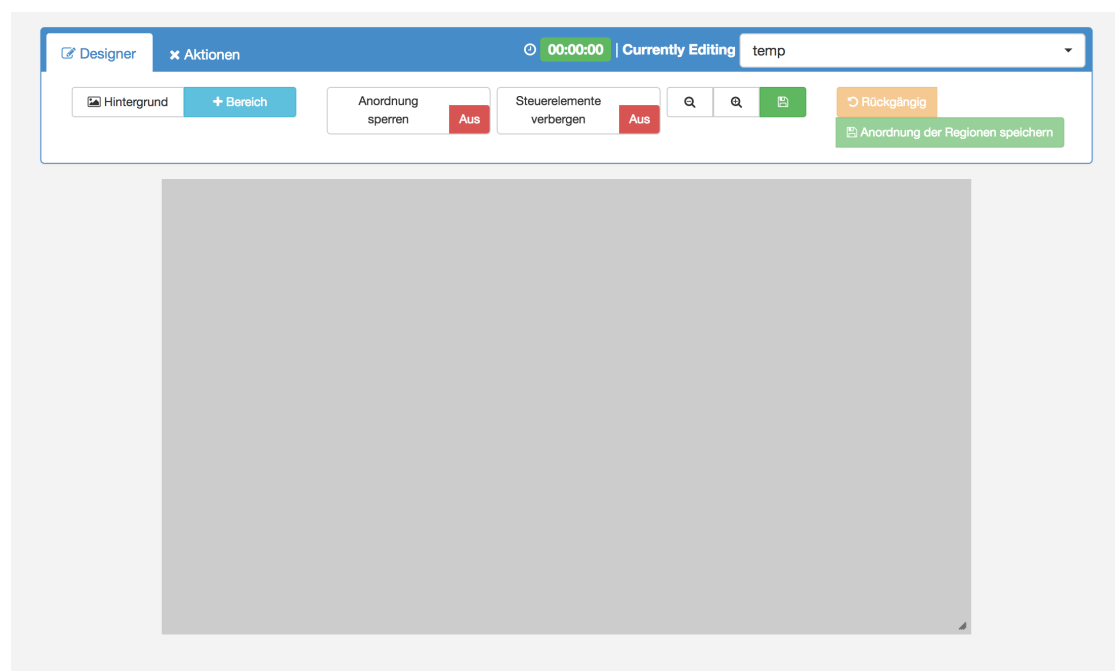 Designer
Aktionen
00:00:00 | Currently Editing temp
Hintergrund
Bereich
Anordnung
sperren
Aus
Steuerelemente
verbergen
Aus
Rückgängig
Anordnung der Regionen speichern